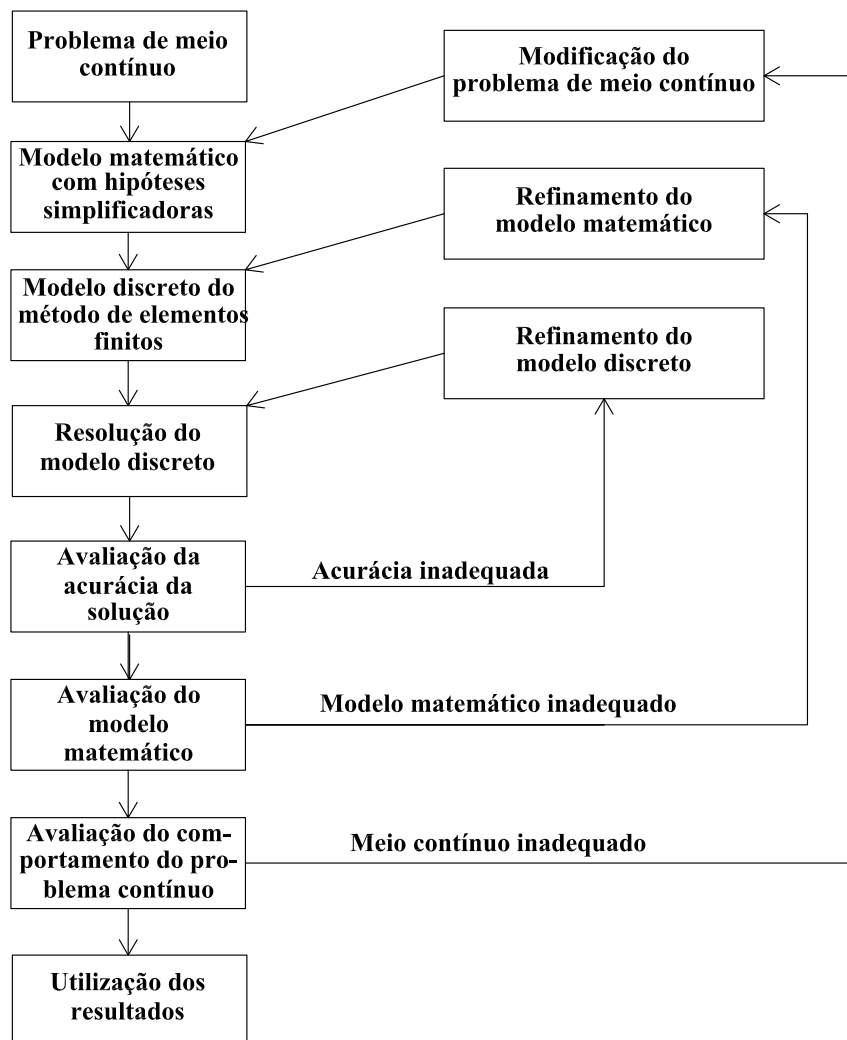 Problema de meio
contínuo
Modificação do
problema de meio contínuo
Modelo matemático
com hipóteses
simplificadoras
Refinamento do
modelo matemático
Modelo discreto do
método de elementos
finitos
Refinamento do
modelo discreto
Resolução do
modelo discreto
Avaliação da
acurácia da
solução
Acurácia inadequada
Avaliação do
modelo
matemático
Modelo matemático inadequado
Avaliação do com-
portamento do pro-
blema contínuo
Meio contínuo inadequado
Utilização dos
resultados